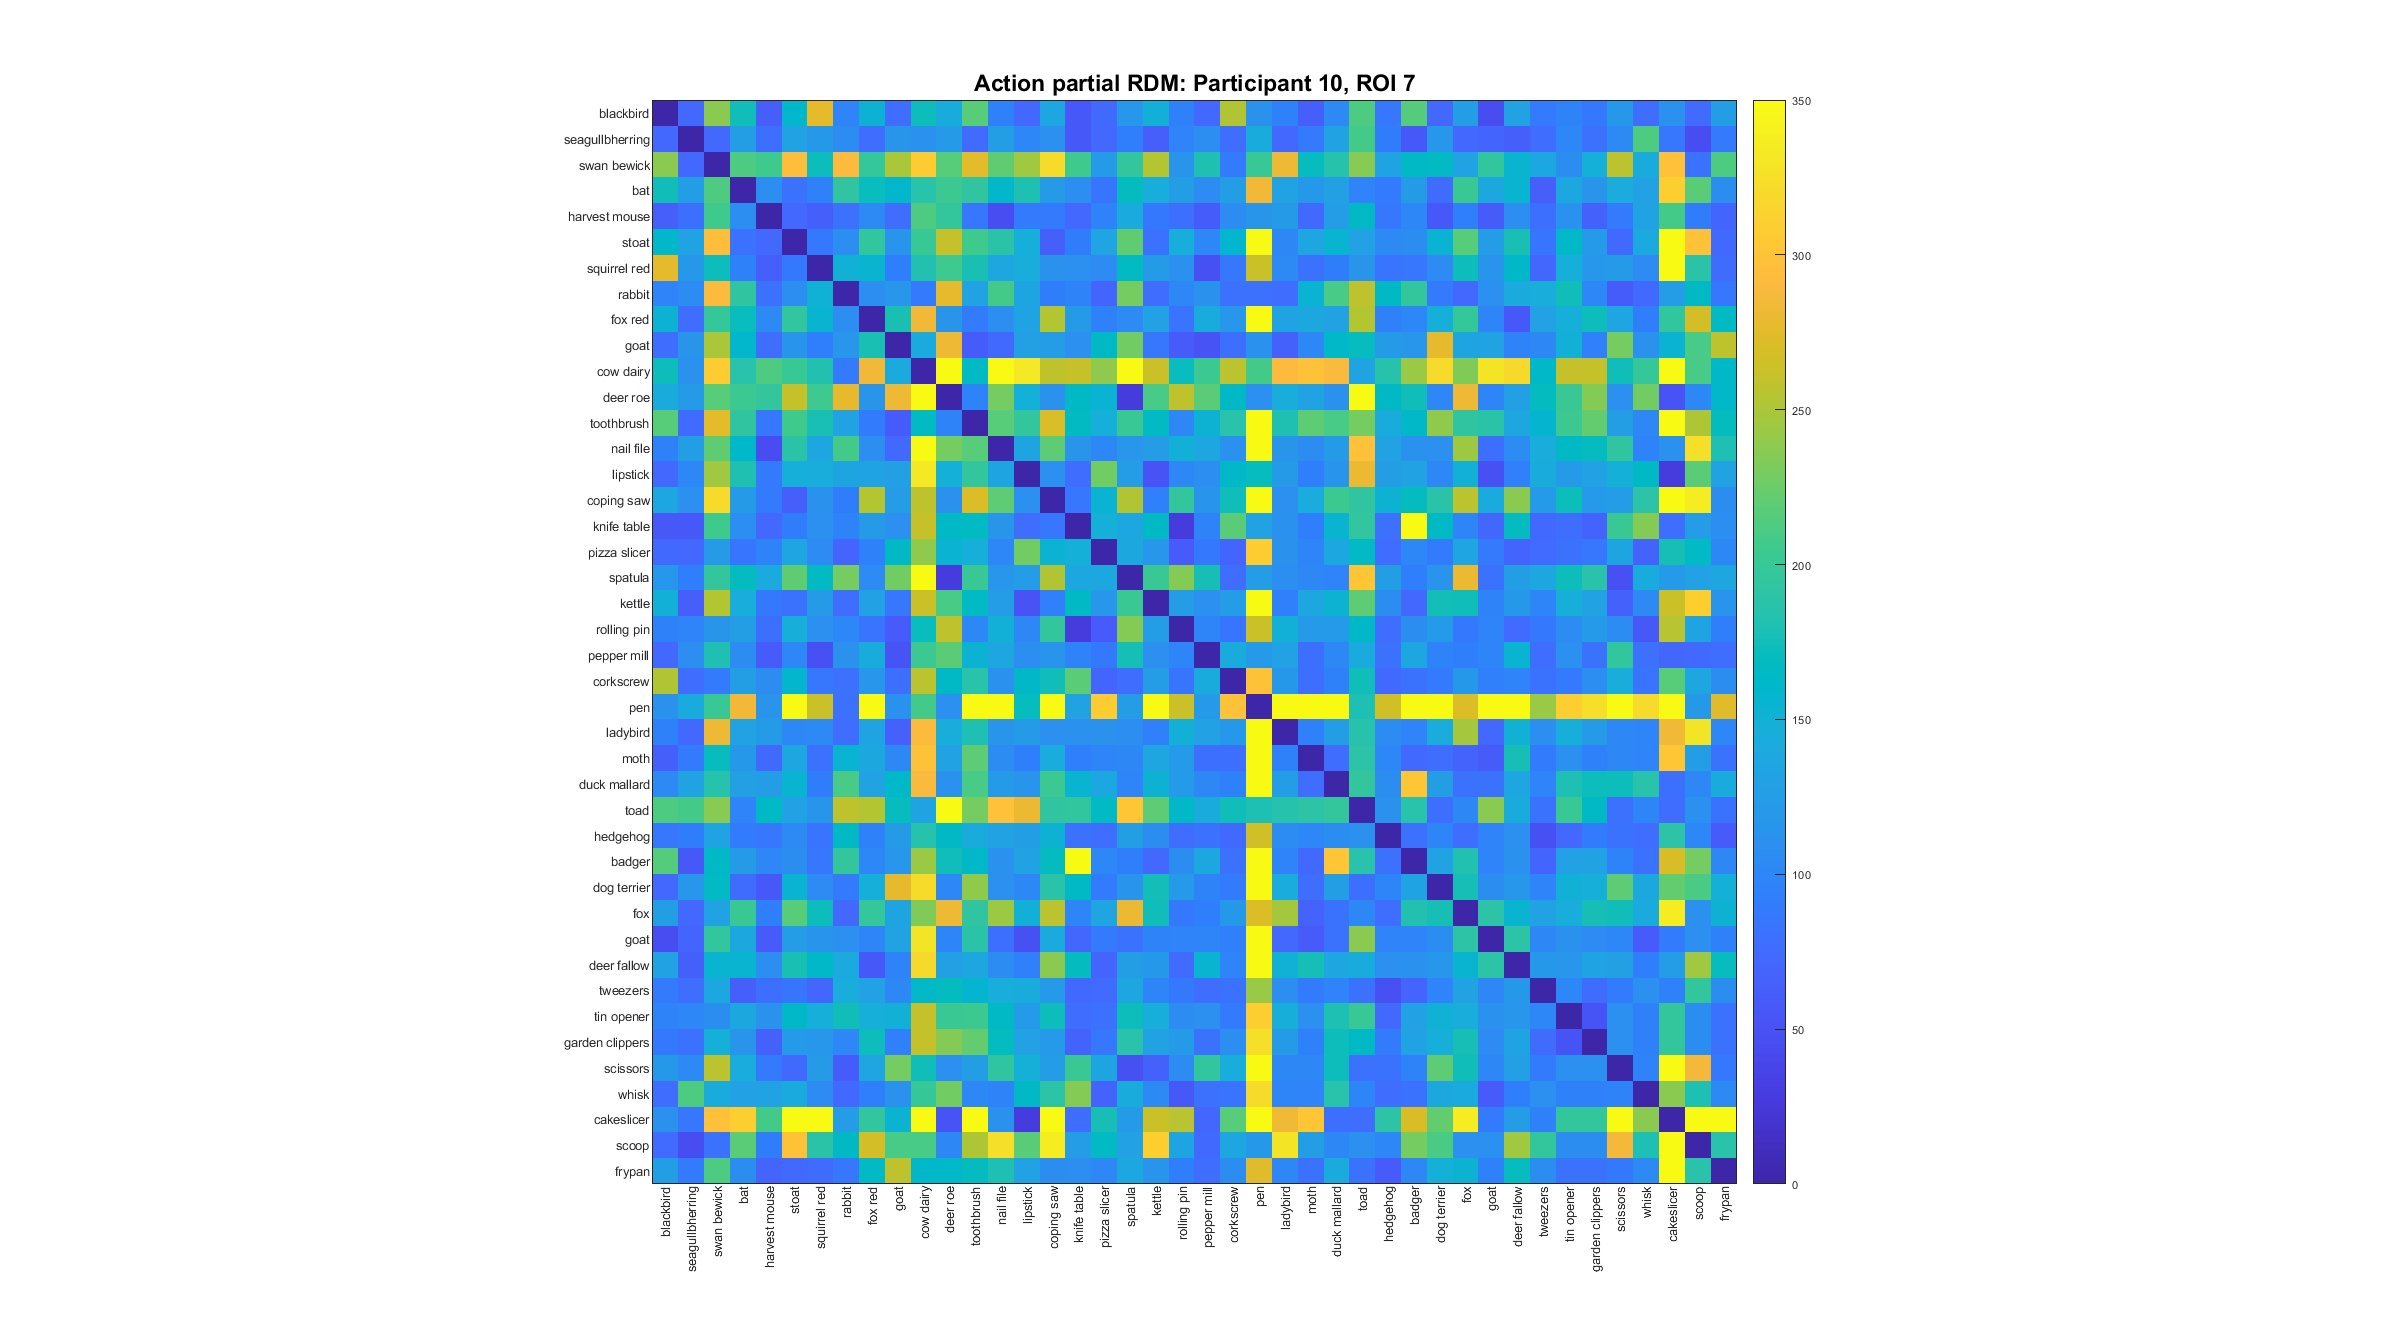 Action partial RDM: Participant 10, ROI 7
blackbird
seagullbherring
swan bewick
bat
harvest mouse
stoat
squirrel red
rabbit
fox red
goat
cow dairy
deer roe
toothbrush
nail file
lipstick
coping saw
knife table
pizza slicer
spatula
kettle
rolling pin
pepper mill
corkscrew
pen
ladybird
moth
duck mallard
toad
hedgehog
badger
dog terrier
fox
goat
deer fallow
tweezers
tin opener
garden clippers
scissors
whisk
cakeslicer
scoop
frypan
blackbird
seagullbherring
swan bewick
bat
harvest mouse
stoat
squirrel red
rabbit
fox red
goat
cow dairy
deer roe
toothbrush
nail file
lipstick
coping saw
knife table
pizza slicer
spatula
kettle
rolling pin
pepper mill
corkscrew
pen
ladybird
moth
duck mallard
toad
hedgehog
badger
dog terrier
fox
goat
deer fallow
tweezers
tin opener
garden clippers
scissors
whisk
cakeslicer
scoop
frypan
350
300
250
200
150
100
50
0